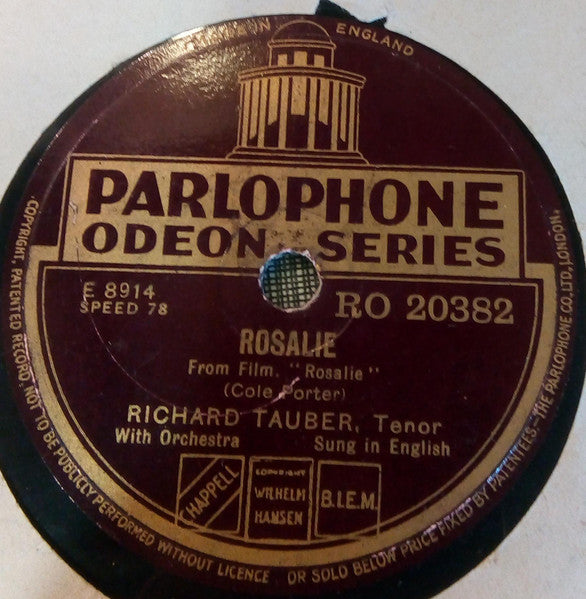 ENGLAND
PARLOPHONE
ODEON SERIES
E 8914
SPEED 78
RO 20382
ROSALIE
From Film. "Rosalie"
(Cole Porter)
RICHARD TAUBER, Tenor
With Orchestra Sung in English
CHAPPELL
COPYRIGHT
WILHELM
HANSEN
B.I.E.M.
COPYRIGHT. PATENTED RECORD. NOT TO BE PUBLICLY PERFORMED WITHOUT LICENCE, OR SOLD BELOW PRICE FIXED BY PATENTEES-THE PARLOPHONE CO. LTD, LONDON.